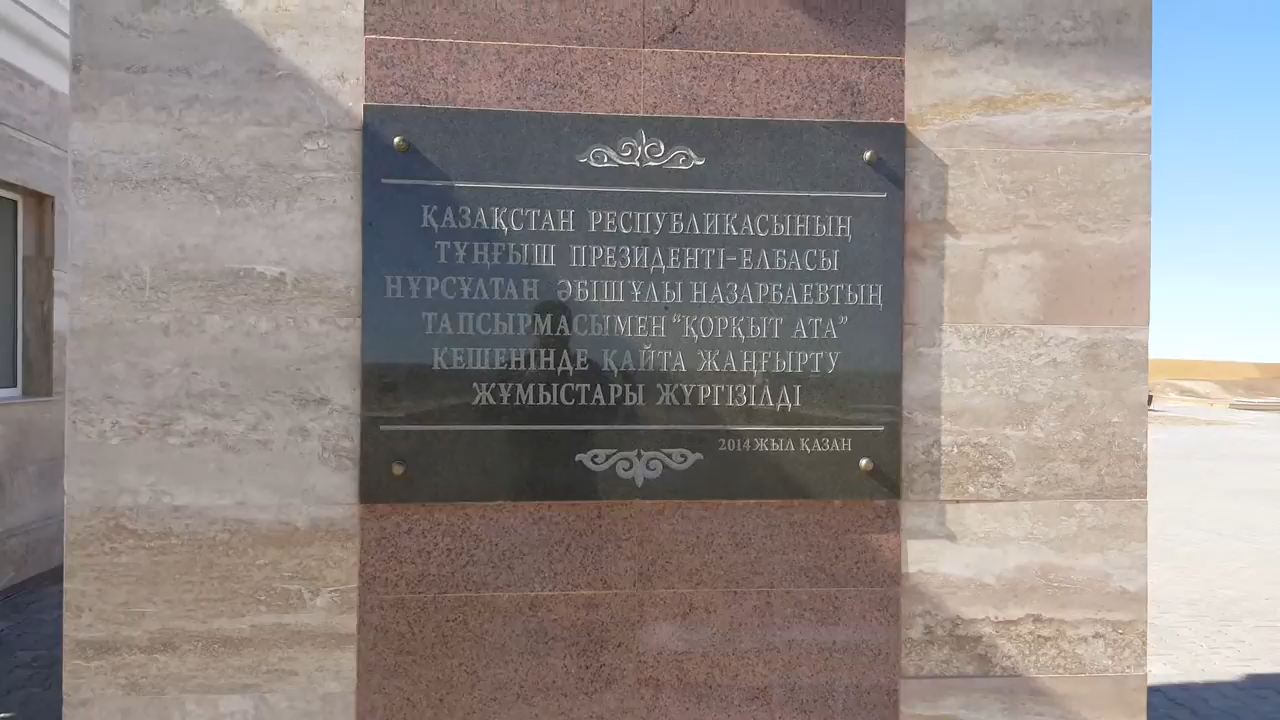 ҚАЗАҚСТАН РЕСПУБЛИКАСЫНЫҢ
ТҰҢҒЫШ ПРЕЗИДЕНТІ-ЕЛБАСЫ
НҰРСҰЛТАН ӘБІШҰЛЫ НАЗАРБАЕВТЫҢ
ТАПСЫРМАСЫМЕН “ҚОРҚЫТ АТА”
КЕШЕНІНДЕ ҚАЙТА ЖАҢҒЫРТУ
ЖҰМЫСТАРЫ ЖҮРГІЗІЛДІ
2014 ЖЫЛ ҚАЗАН